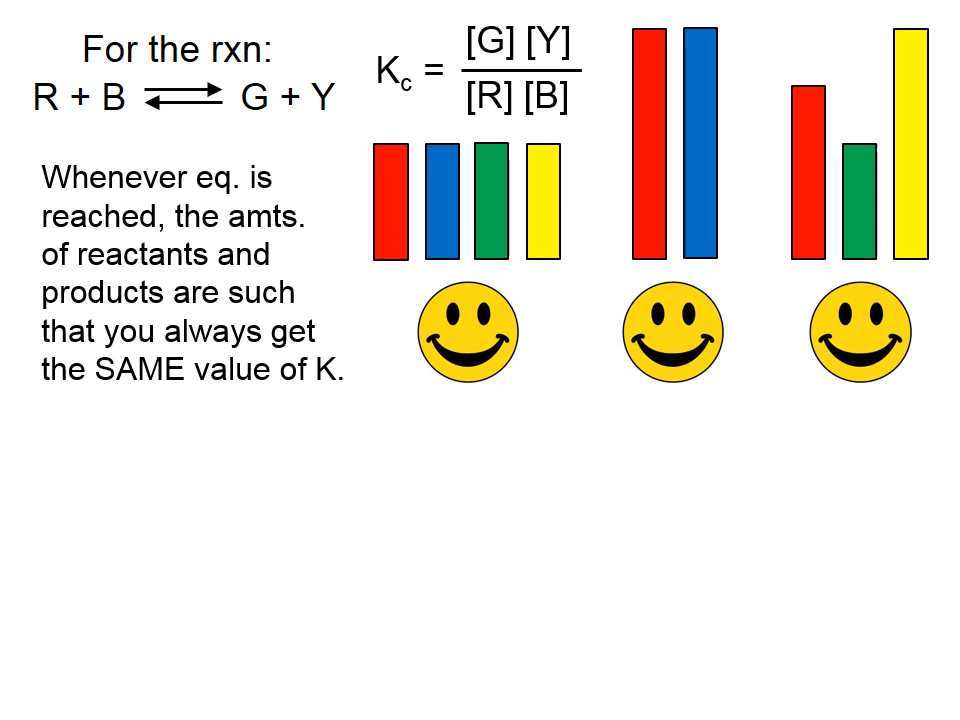 For the rxn:
R + B ⇌ G + Y
Kc = [G] [Y]
[R] [B]
Whenever eq. is
reached, the amts.
of reactants and
products are such
that you always get
the SAME value of K.